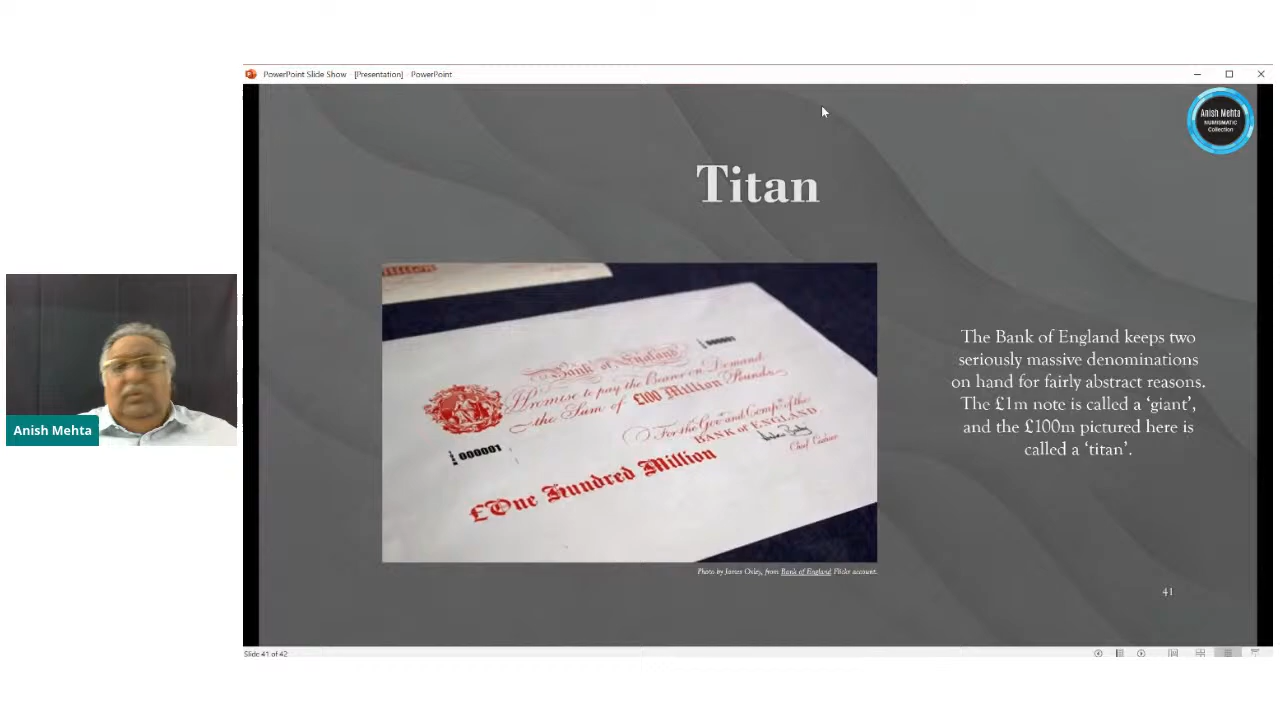 PowerPoint Slide Show - [Presentation] - PowerPoint
Anish Mehta
NUMISMATIC
Collection
Titan
Bank of England
Promise to pay the Bearer on Demand
the Sum of £100 Million Pounds
For the Govr and Compa of the
BANK of ENGLAND
Chief Cashier
000001
000001
£One Hundred Million
The Bank of England keeps two
seriously massive denominations
on hand for fairly abstract reasons.
The £1m note is called a ‘giant’,
and the £100m pictured here is
called a ‘titan’.
Photo by James Oxley, from Bank of England Flickr account.
41
Anish Mehta
Slide 41 of 42